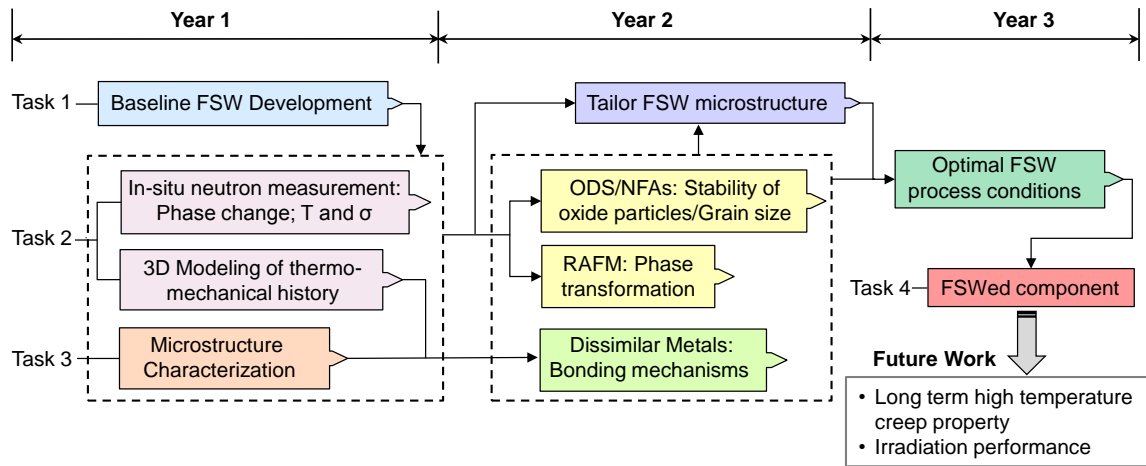 Year 1
Year 2
Year 3
Task 1
Baseline FSW Development
Tailor FSW microstructure
Task 2
In-situ neutron measurement:
Phase change; T and σ
3D Modeling of thermo-
mechanical history
Task 3
Microstructure
Characterization
ODS/NFAs: Stability of
oxide particles/Grain size
RAFM: Phase
transformation
Dissimilar Metals:
Bonding mechanisms
Optimal FSW
process conditions
Task 4
FSWed component
Future Work
• Long term high temperature
creep property
• Irradiation performance